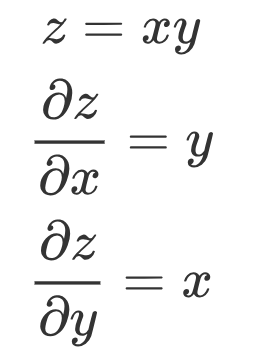 z = xy
∂z/∂x = y
∂z/∂y = x